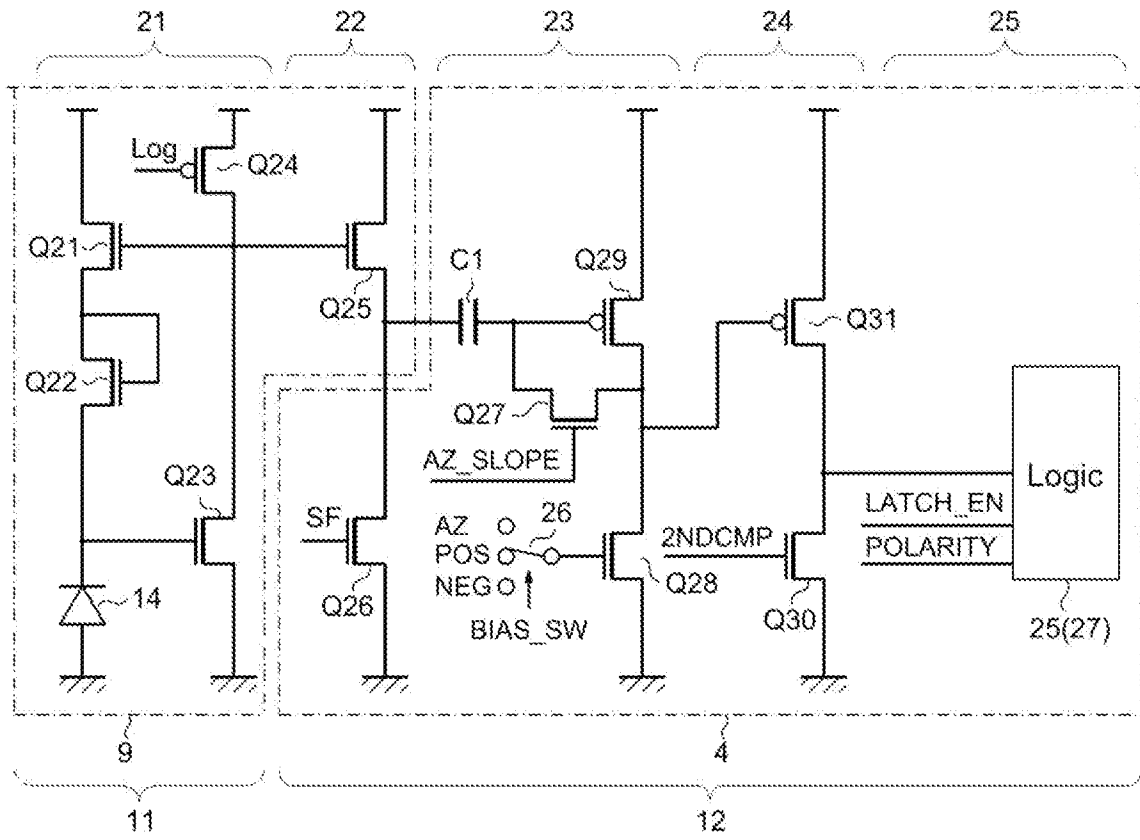 21 22 23 24 25
Log
Q24
Q21
C1
Q29
Q25
Q31
Q22
Q27
AZ_SLOPE
Logic
Q23
SF
AZ
26
LATCH_EN
POS
2NDCMP
POLARITY
NEG
Q28
14
Q26
BIAS_SW
Q30
25(27)
9 4
11 12